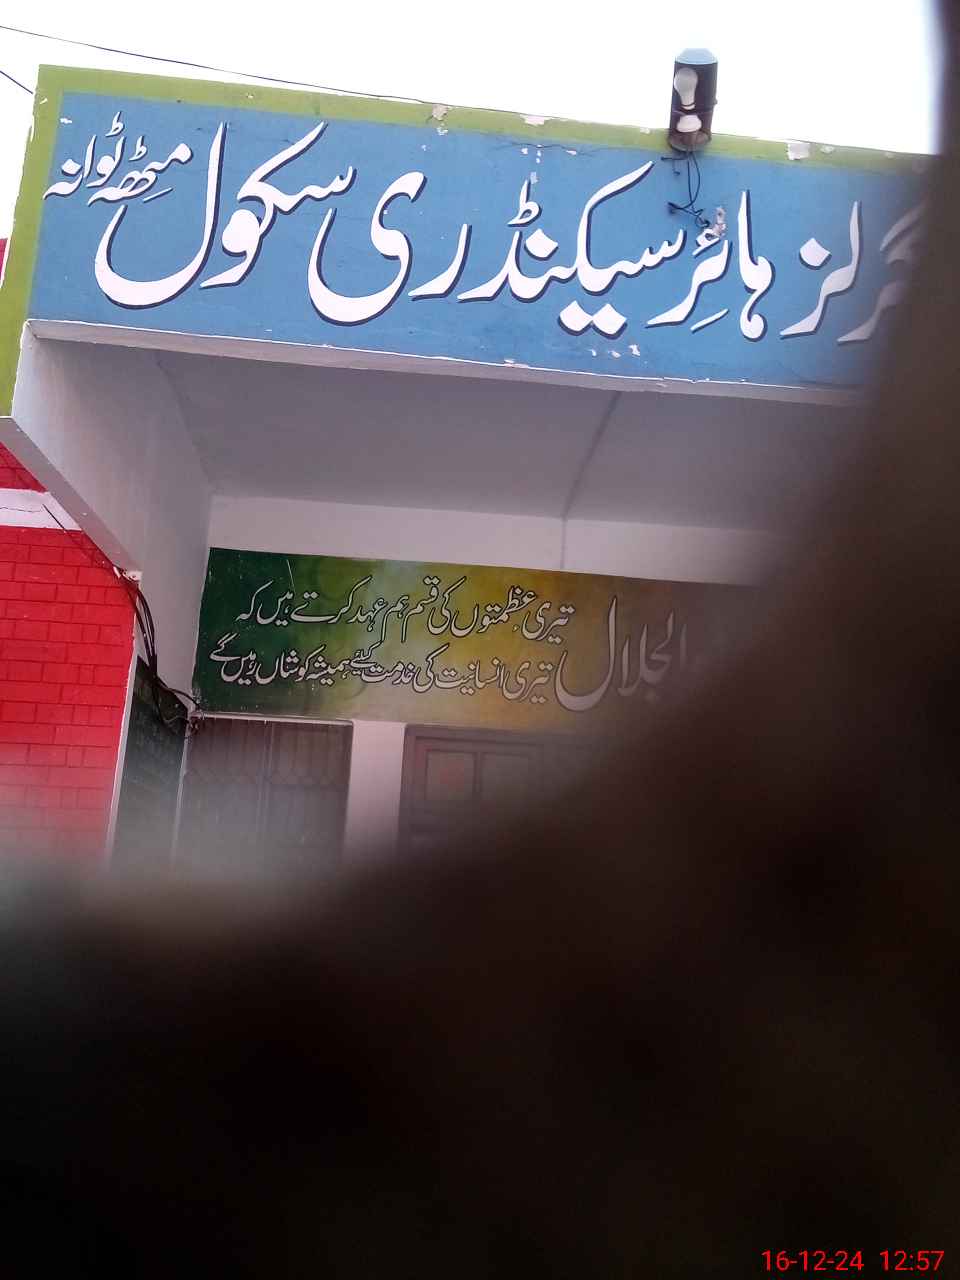 گرلز ہائر سیکنڈری سکول مٹھہ ٹوانہ
تیری عظمتوں کی قسم ہم عہد کرتے ہیں کہ
الجلال
تیری انسانیت کی خدمت کیلئے ہمیشہ کوشاں رہیں گے
16-12-24 12:57